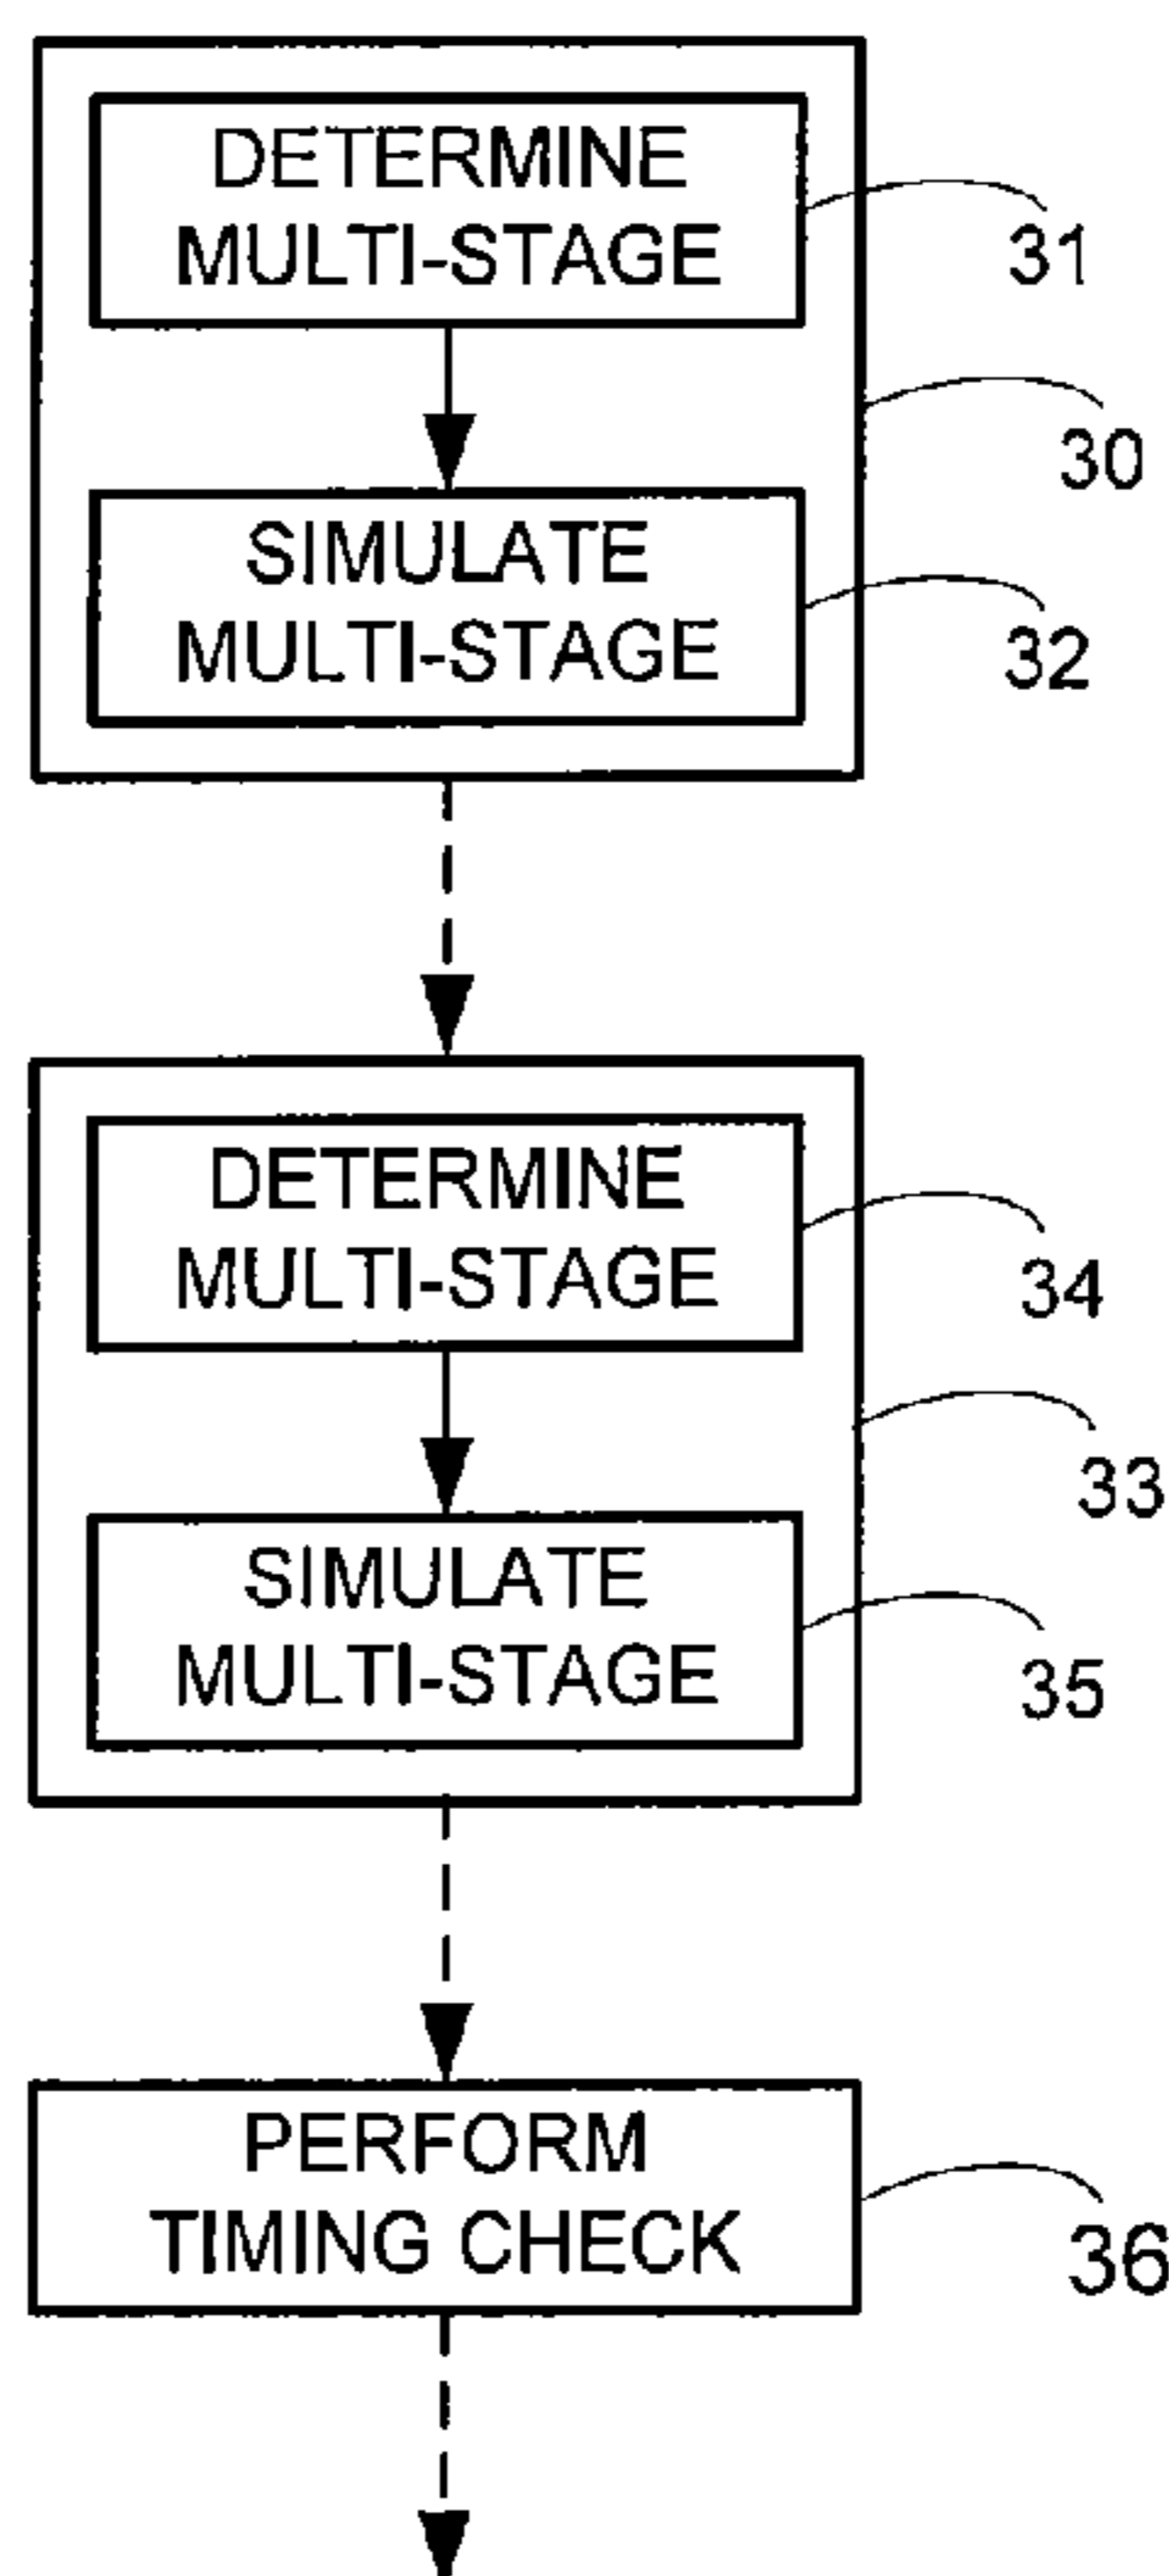 DETERMINE
MULTI-STAGE
31
30
SIMULATE
MULTI-STAGE
32
DETERMINE
MULTI-STAGE
34
33
SIMULATE
MULTI-STAGE
35
PERFORM
TIMING CHECK
36